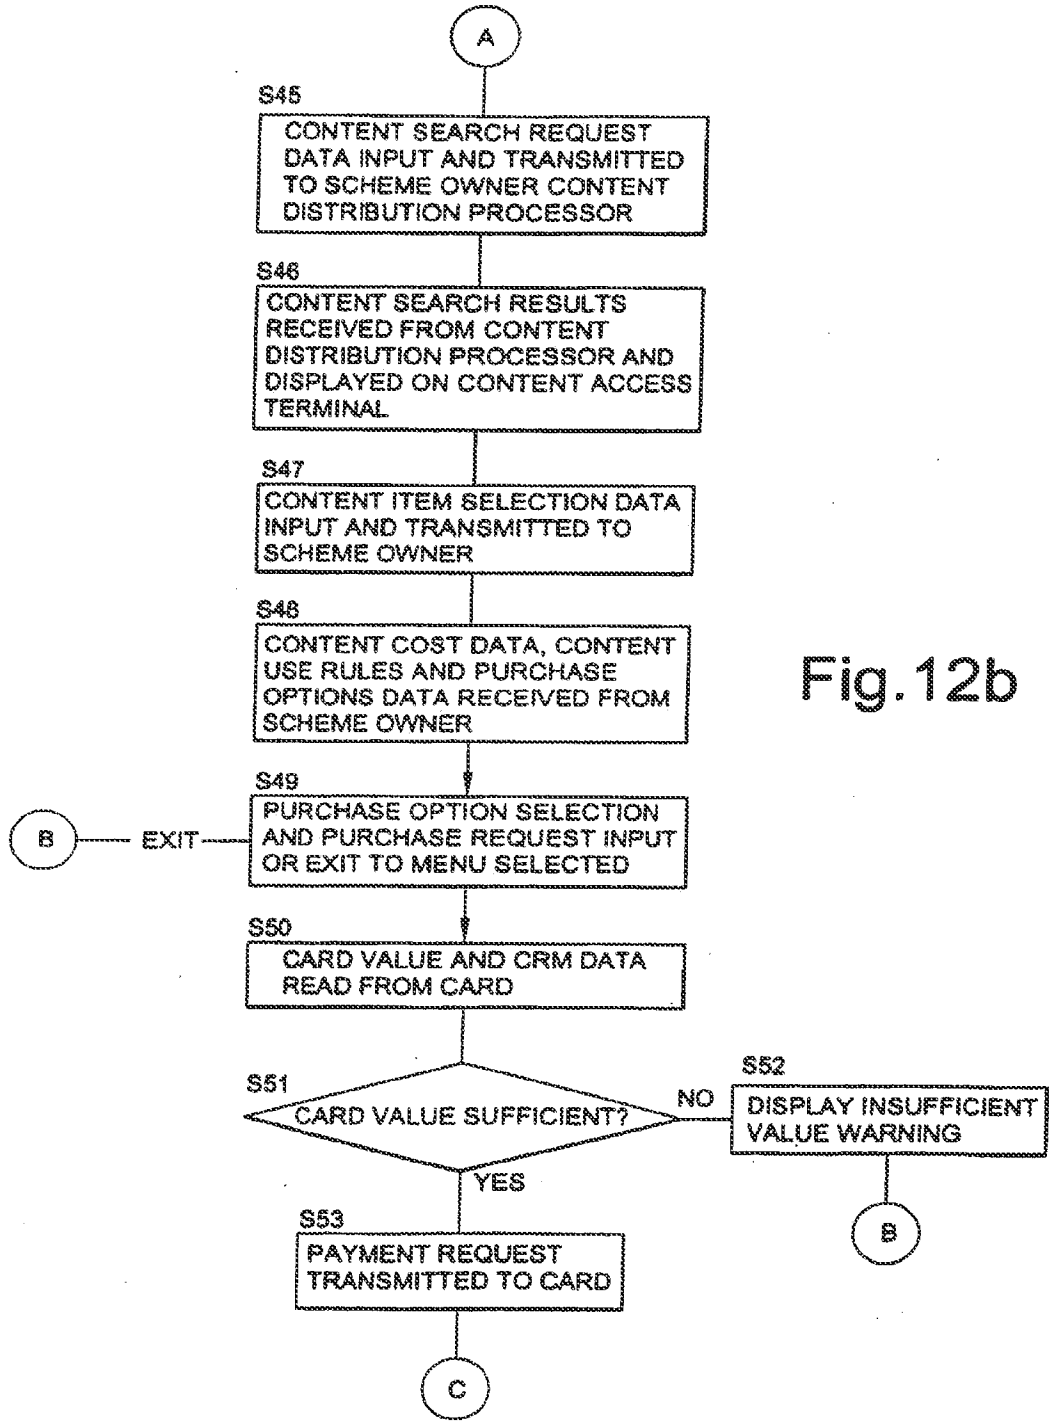 A
S45
CONTENT SEARCH REQUEST
DATA INPUT AND TRANSMITTED
TO SCHEME OWNER CONTENT
DISTRIBUTION PROCESSOR
S46
CONTENT SEARCH RESULTS
RECEIVED FROM CONTENT
DISTRIBUTION PROCESSOR AND
DISPLAYED ON CONTENT ACCESS
TERMINAL
S47
CONTENT ITEM SELECTION DATA
INPUT AND TRANSMITTED TO
SCHEME OWNER
S48
CONTENT COST DATA, CONTENT
USE RULES AND PURCHASE
OPTIONS DATA RECEIVED FROM
SCHEME OWNER
Fig.12b
S49
PURCHASE OPTION SELECTION
AND PURCHASE REQUEST INPUT
OR EXIT TO MENU SELECTED
B
EXIT
S50
CARD VALUE AND CRM DATA
READ FROM CARD
S51
CARD VALUE SUFFICIENT?
NO
S52
DISPLAY INSUFFICIENT
VALUE WARNING
B
YES
S53
PAYMENT REQUEST
TRANSMITTED TO CARD
C